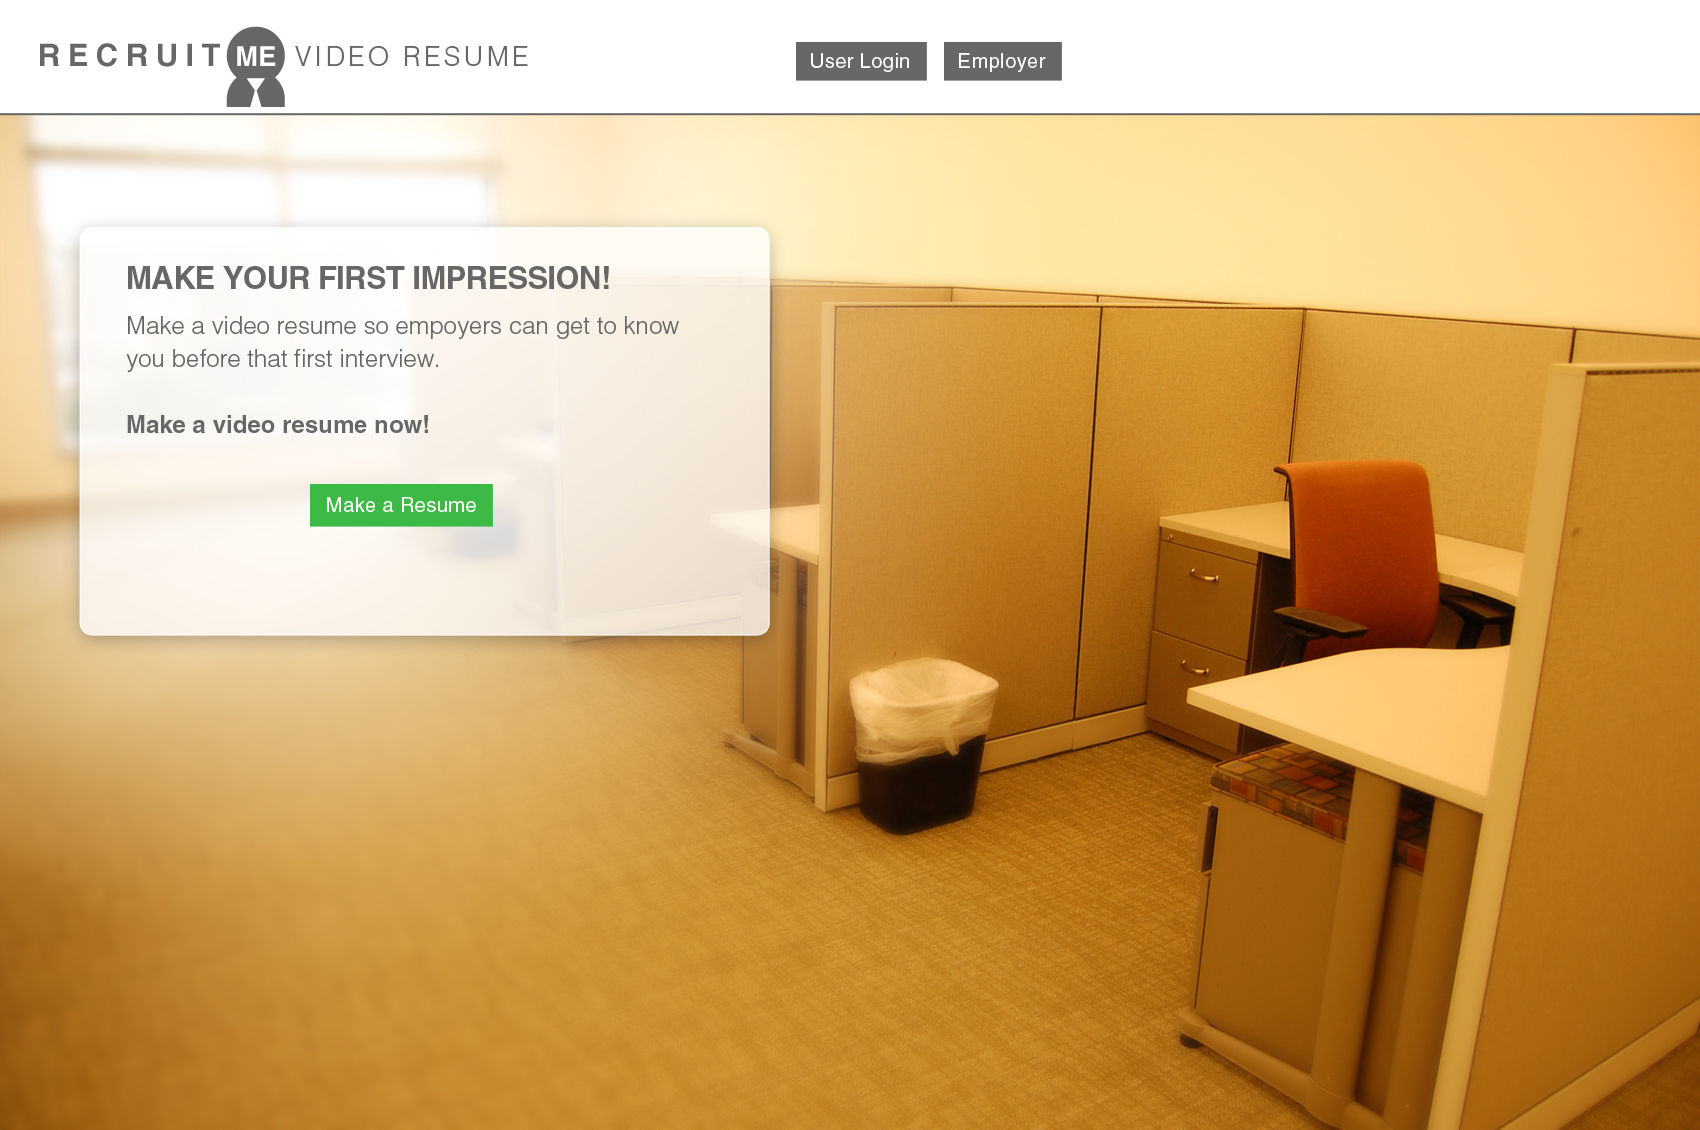 RECRUIT ME VIDEO RESUME
User Login
Employer
MAKE YOUR FIRST IMPRESSION!
Make a video resume so empoyers can get to know
you before that first interview.
Make a video resume now!
Make a Resume